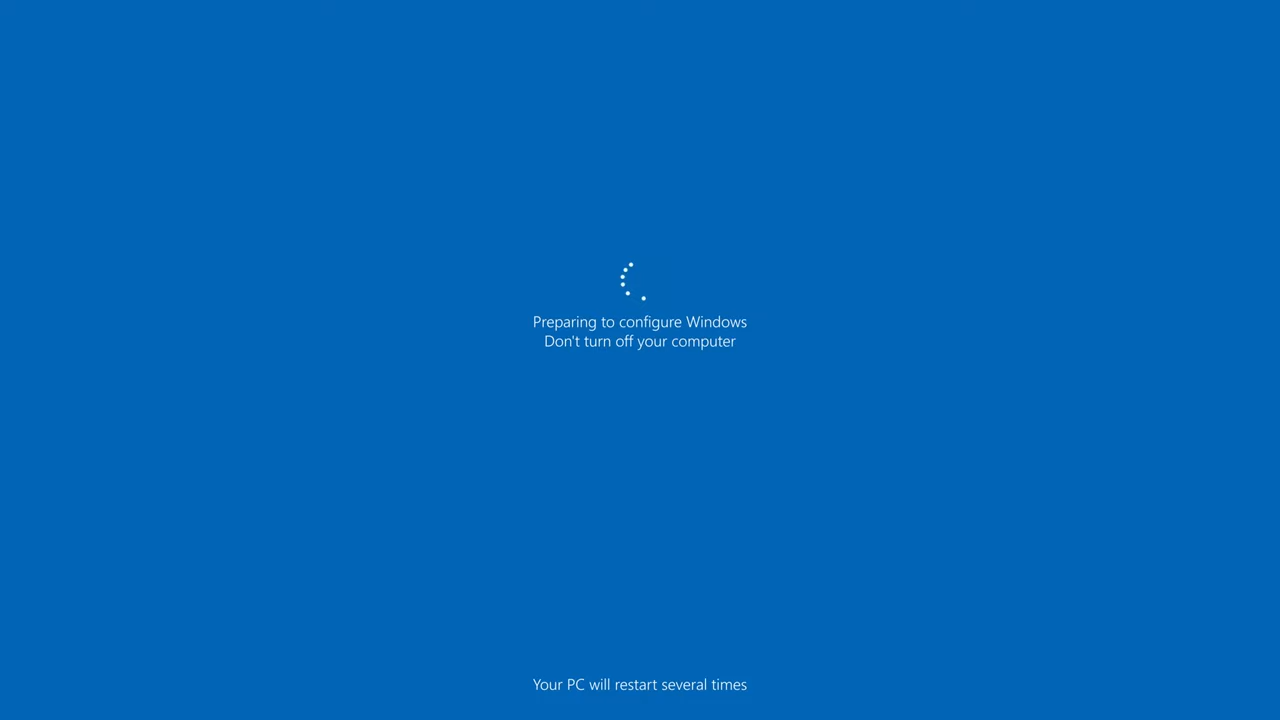 Preparing to configure Windows
Don't turn off your computer
Your PC will restart several times